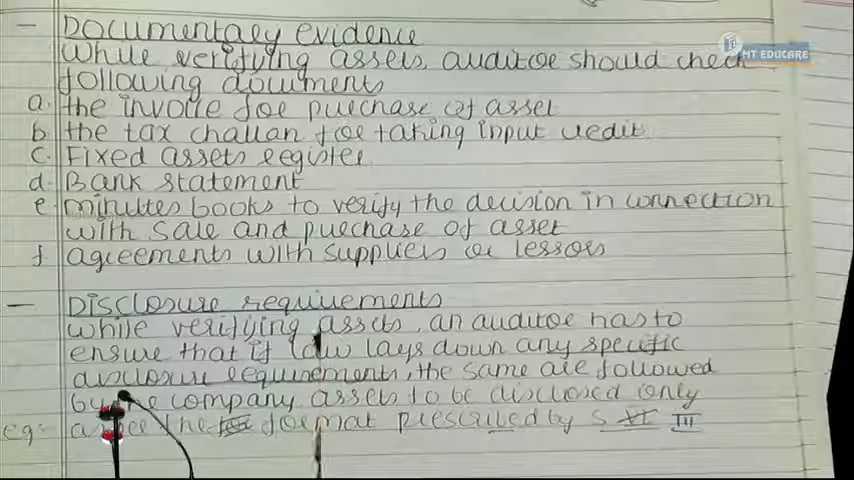 MT EDUCARE
– Documentary evidence
While verifying assets, auditor should check
following documents
a. the invoice for purchase of asset
b the tax challan for taking input credit
c. Fixed assets register
d. Bank statement
e. minutes books to verify the decision in connection
with sale and purchase of asset
f agreements with suppliers or lessors
– Disclosure requirements
while verifying assets, an auditor has to
ensure that if law lays down any specific
disclosure requirements, the same are followed
by the company assets to be disclosed only
eg:- as per the format prescribed by S III